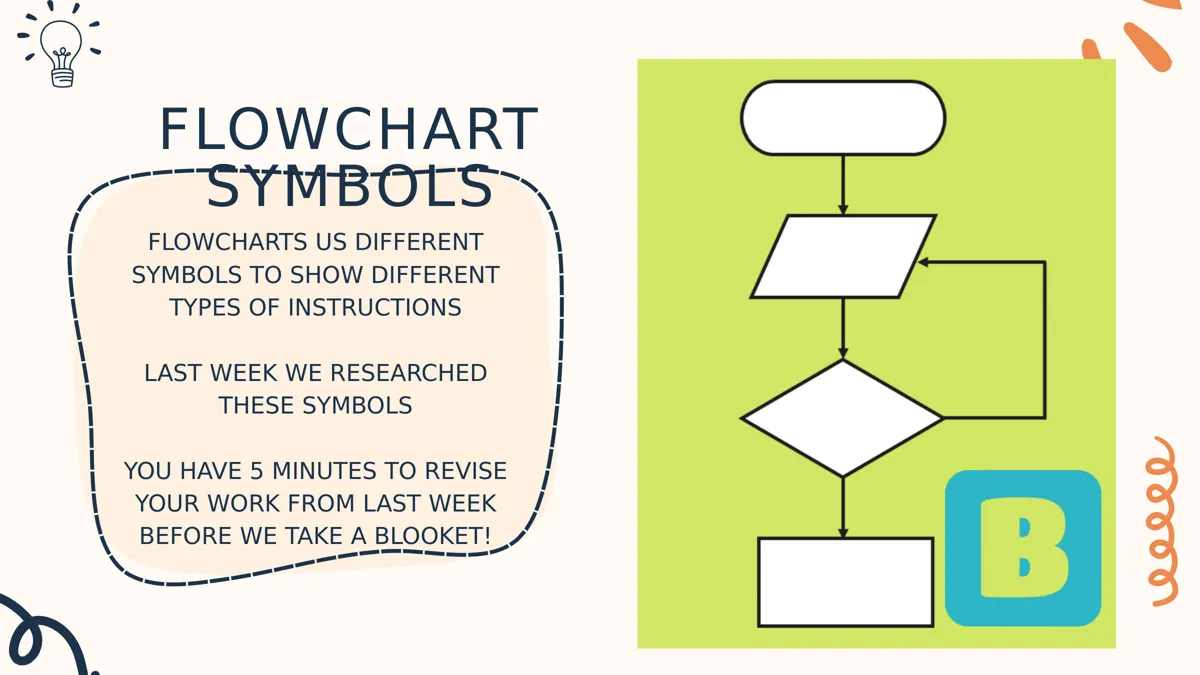 FLOWCHART
SYMBOLS
FLOWCHARTS US DIFFERENT
SYMBOLS TO SHOW DIFFERENT
TYPES OF INSTRUCTIONS
LAST WEEK WE RESEARCHED
THESE SYMBOLS
YOU HAVE 5 MINUTES TO REVISE
YOUR WORK FROM LAST WEEK
BEFORE WE TAKE A BLOOKET!
B